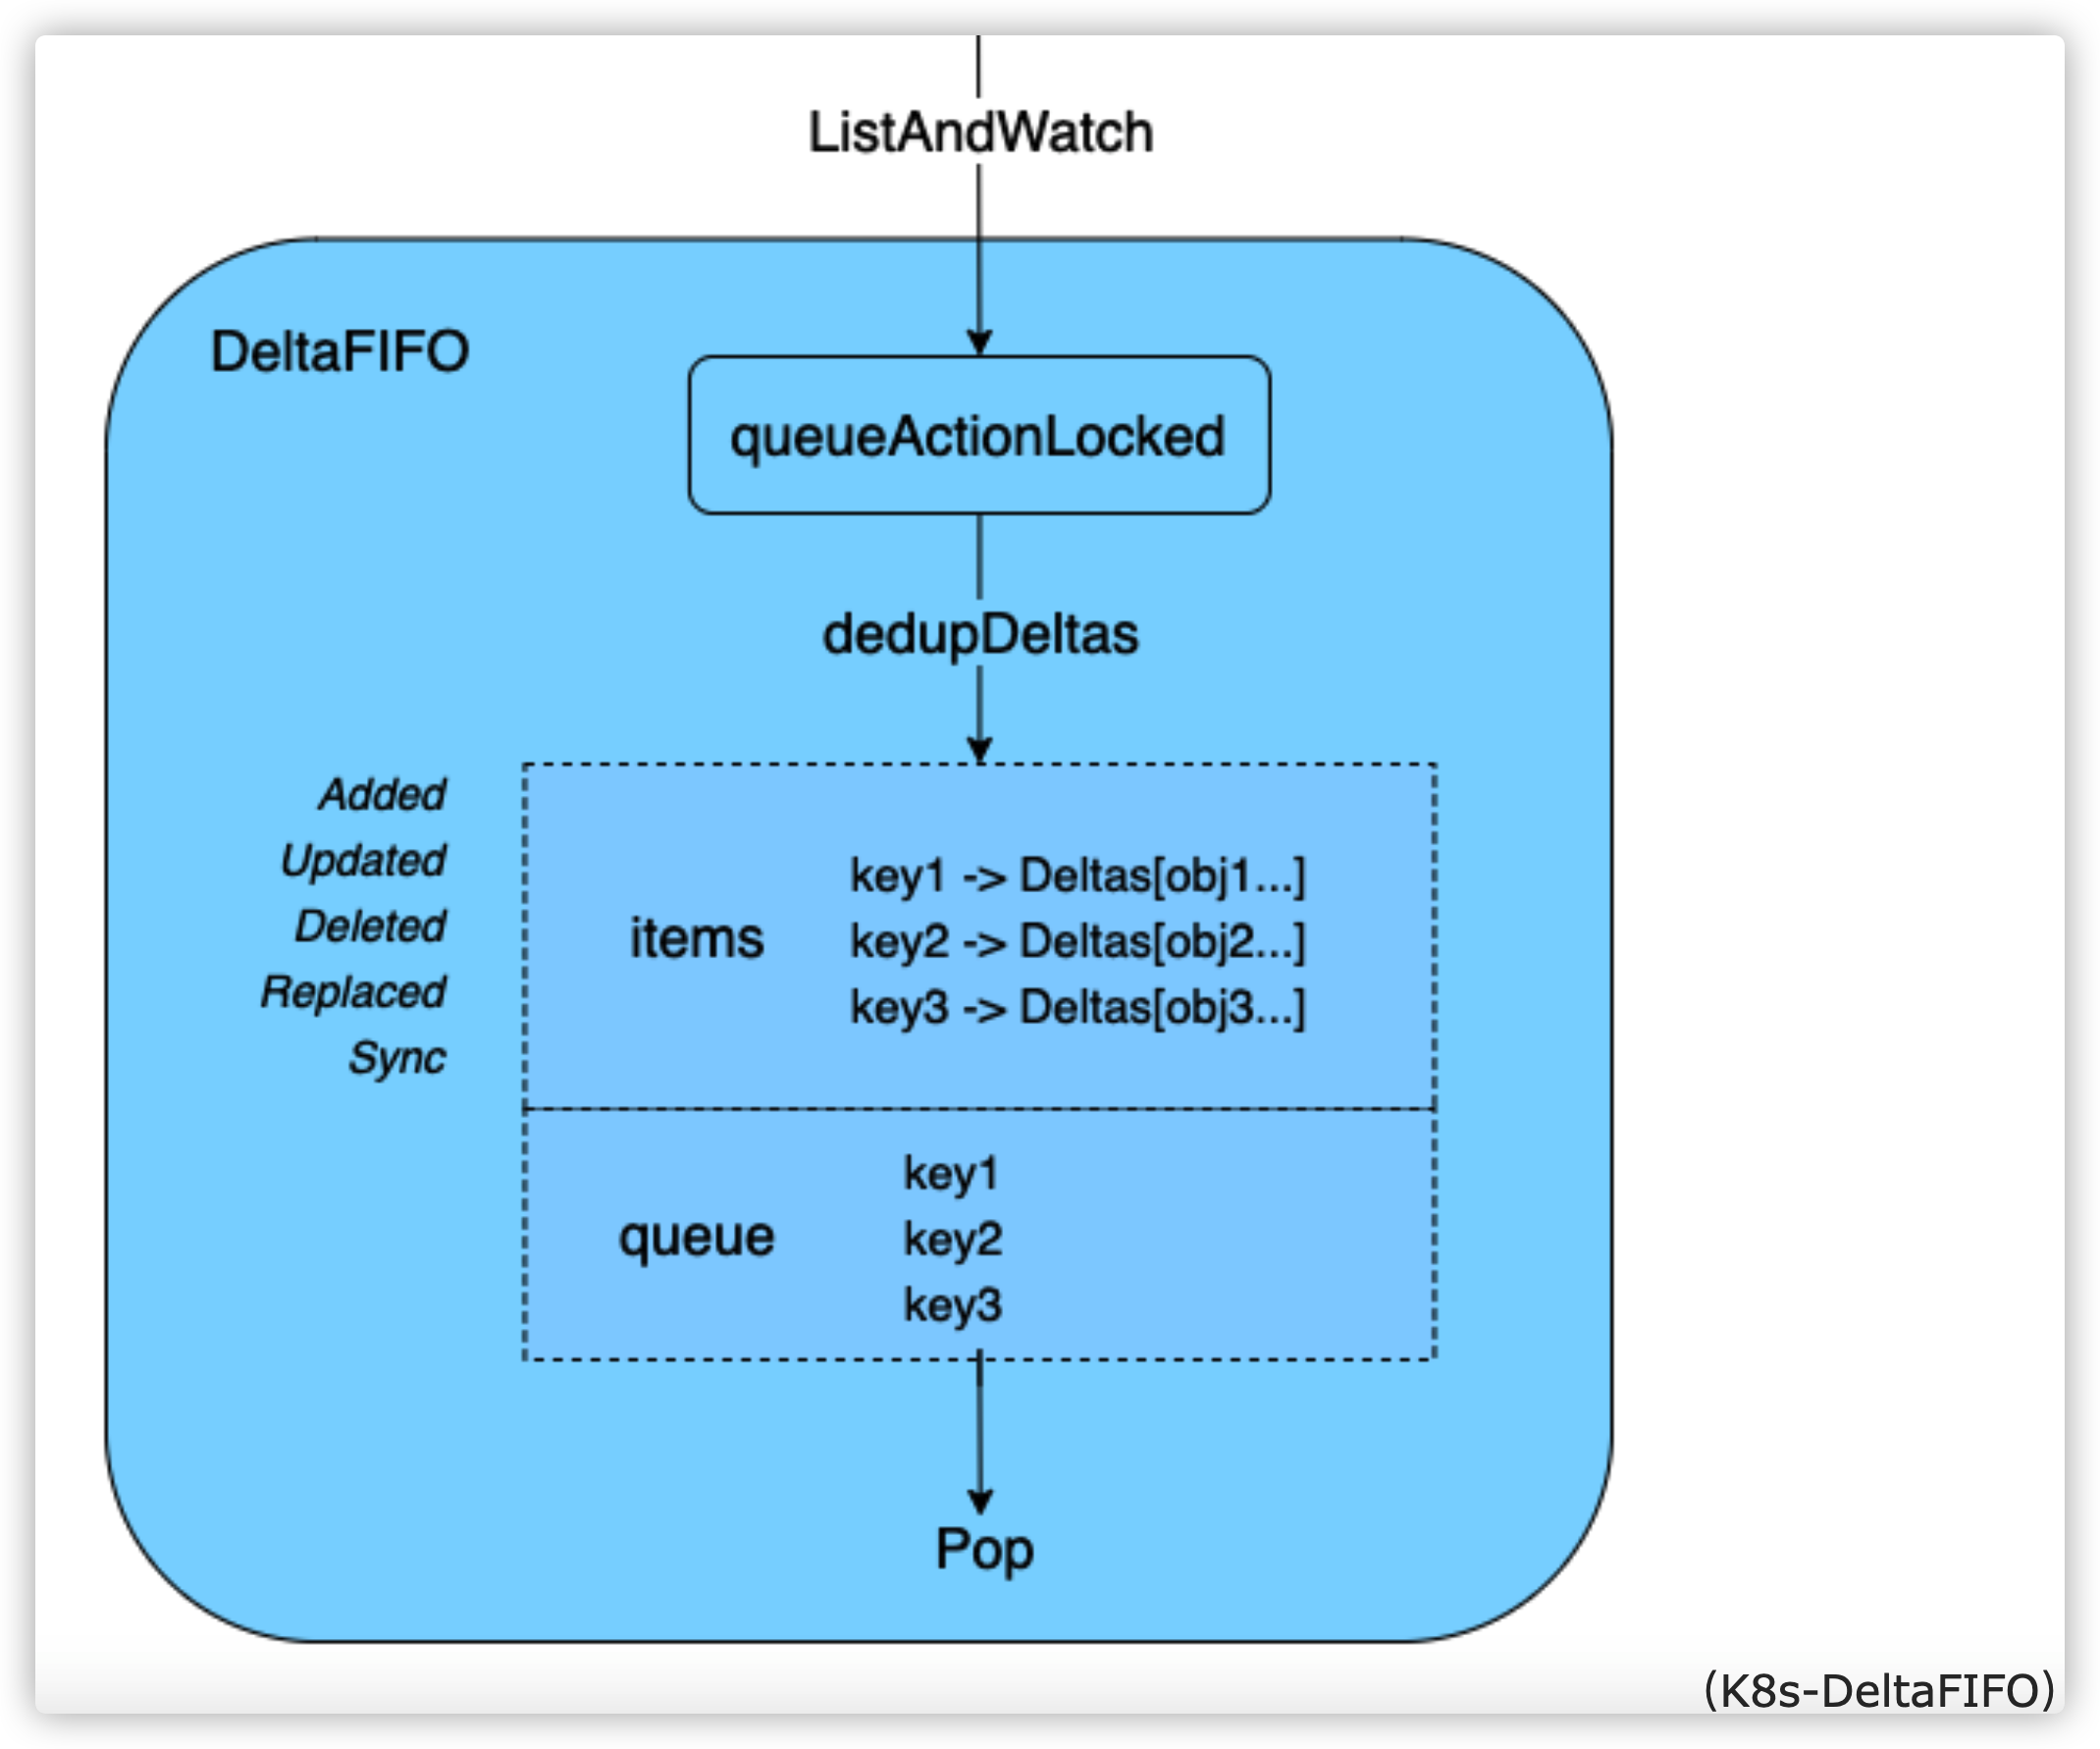 ListAndWatch
DeltaFIFO
queueActionLocked
dedupDeltas
Added
Updated
Deleted
Replaced
Sync
items
key1 -> Deltas[obj1...]
key2 -> Deltas[obj2...]
key3 -> Deltas[obj3...]
queue
key1
key2
key3
Pop
(K8s-DeltaFIFO)